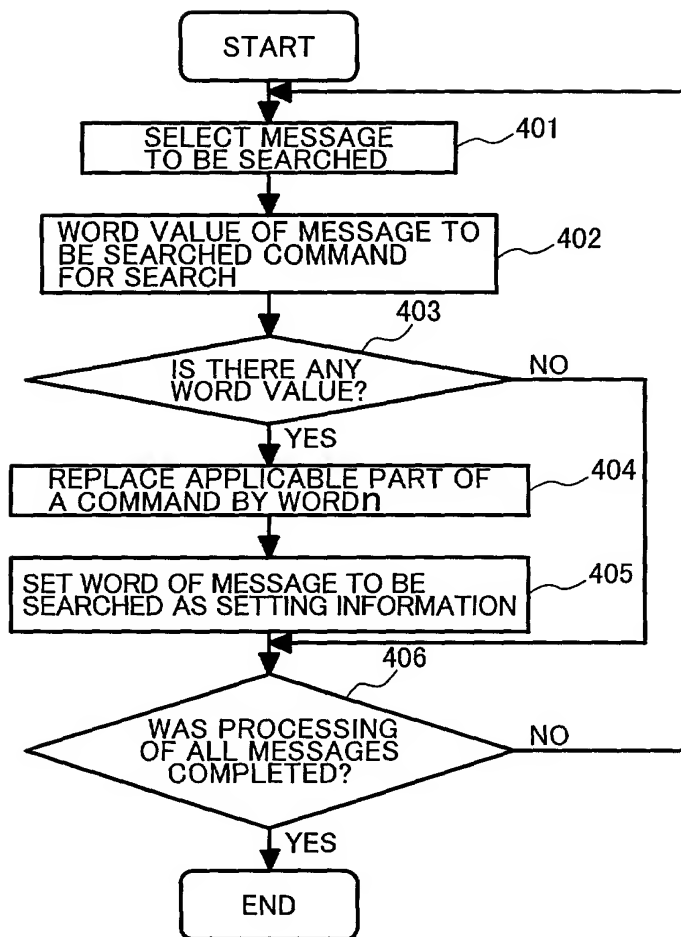 START
SELECT MESSAGE
TO BE SEARCHED
401
WORD VALUE OF MESSAGE TO
BE SEARCHED COMMAND
FOR SEARCH
402
403
IS THERE ANY
WORD VALUE?
NO
YES
REPLACE APPLICABLE PART OF
A COMMAND BY WORDn
404
SET WORD OF MESSAGE TO BE
SEARCHED AS SETTING INFORMATION
405
406
WAS PROCESSING
OF ALL MESSAGES
COMPLETED?
NO
YES
END